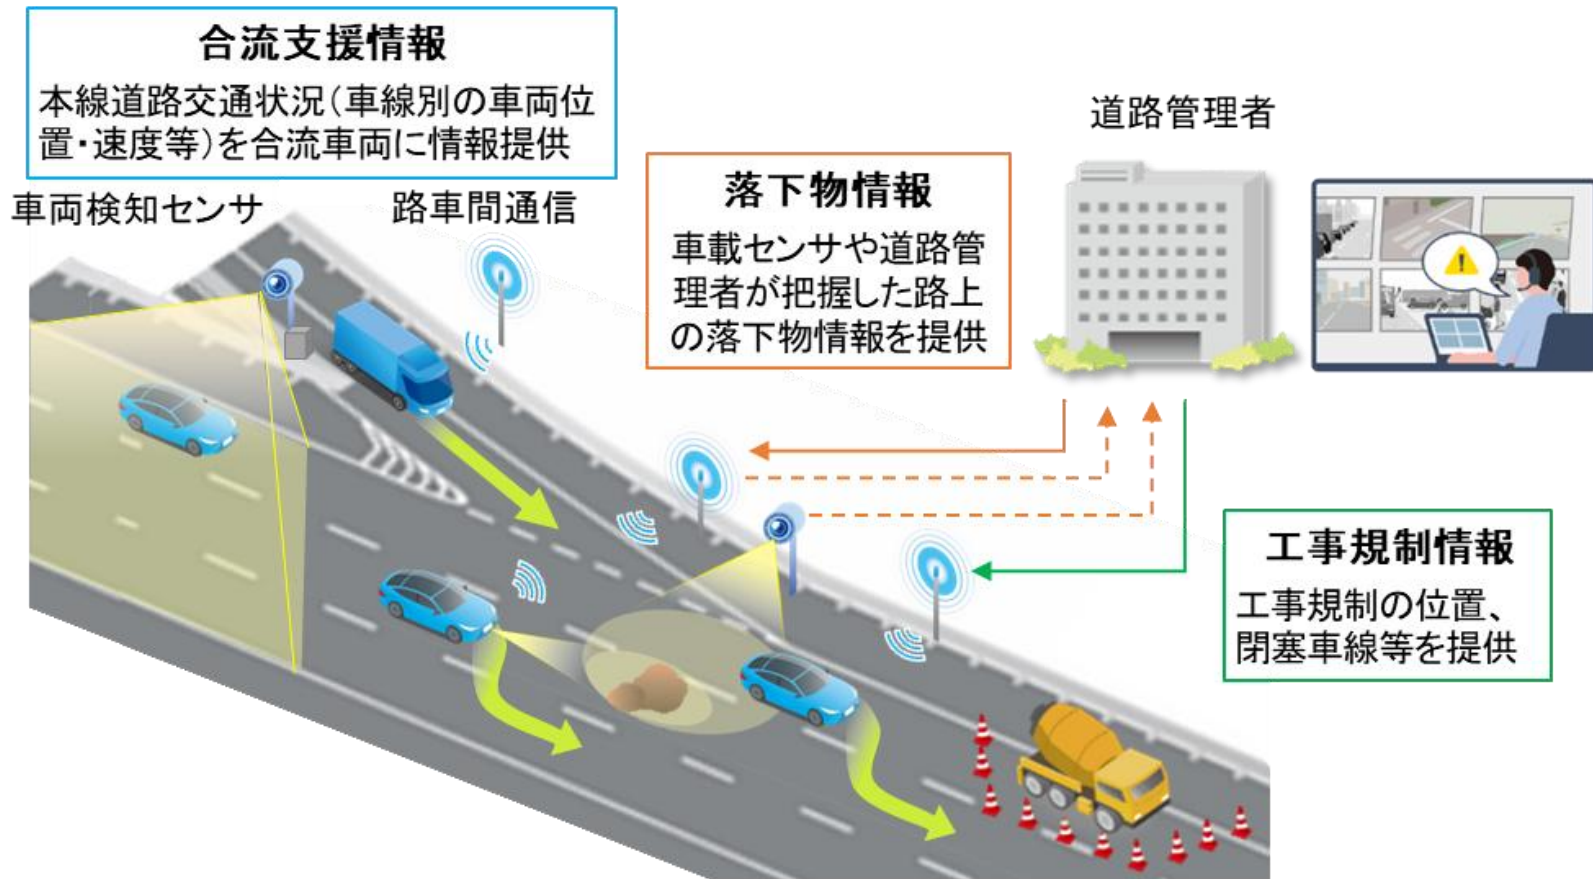 合流支援情報
本線道路交通状況（車線別の車両位
置・速度等）を合流車両に情報提供
車両検知センサ
路車間通信
落下物情報
車載センサや道路管
理者が把握した路上
の落下物情報を提供
道路管理者
工事規制情報
工事規制の位置、
閉塞車線等を提供